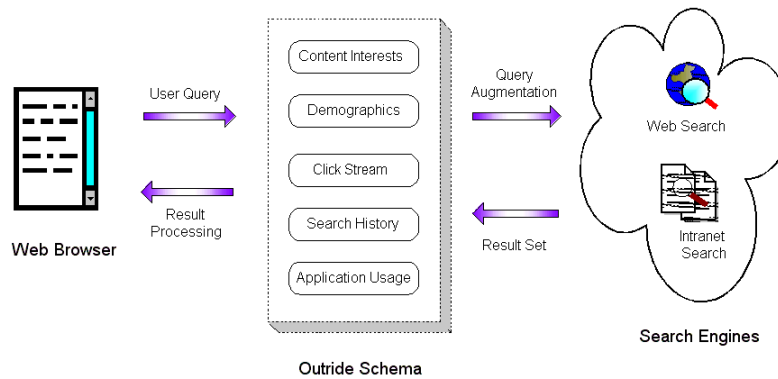 Web Browser
User Query
Result
Processing
Content Interests
Demographics
Click Stream
Search History
Application Usage
Outride Schema
Query
Augmentation
Result Set
Web Search
Intranet
Search
Search Engines